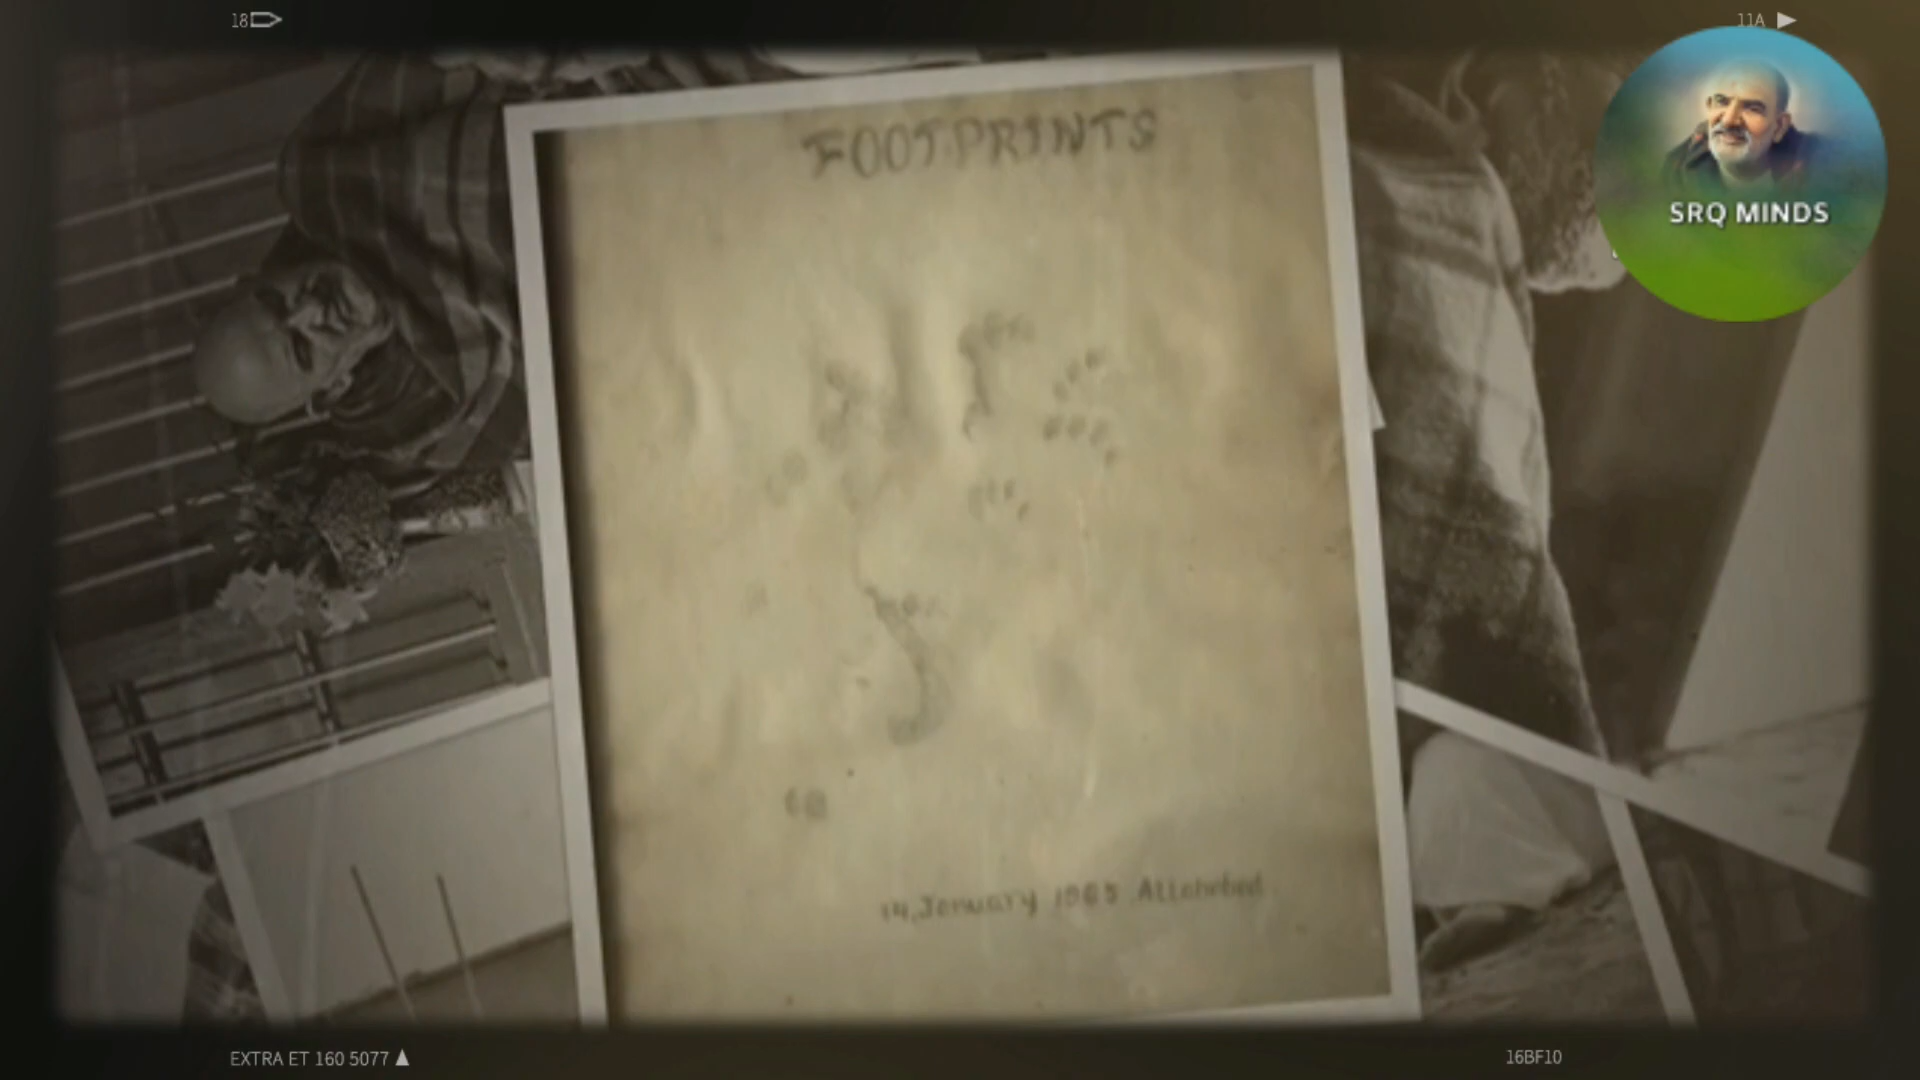 18
11A
SRQ MINDS
FOOTPRINTS
14, January 1965 Allahabad
EXTRA ET 160 5077
16BF10